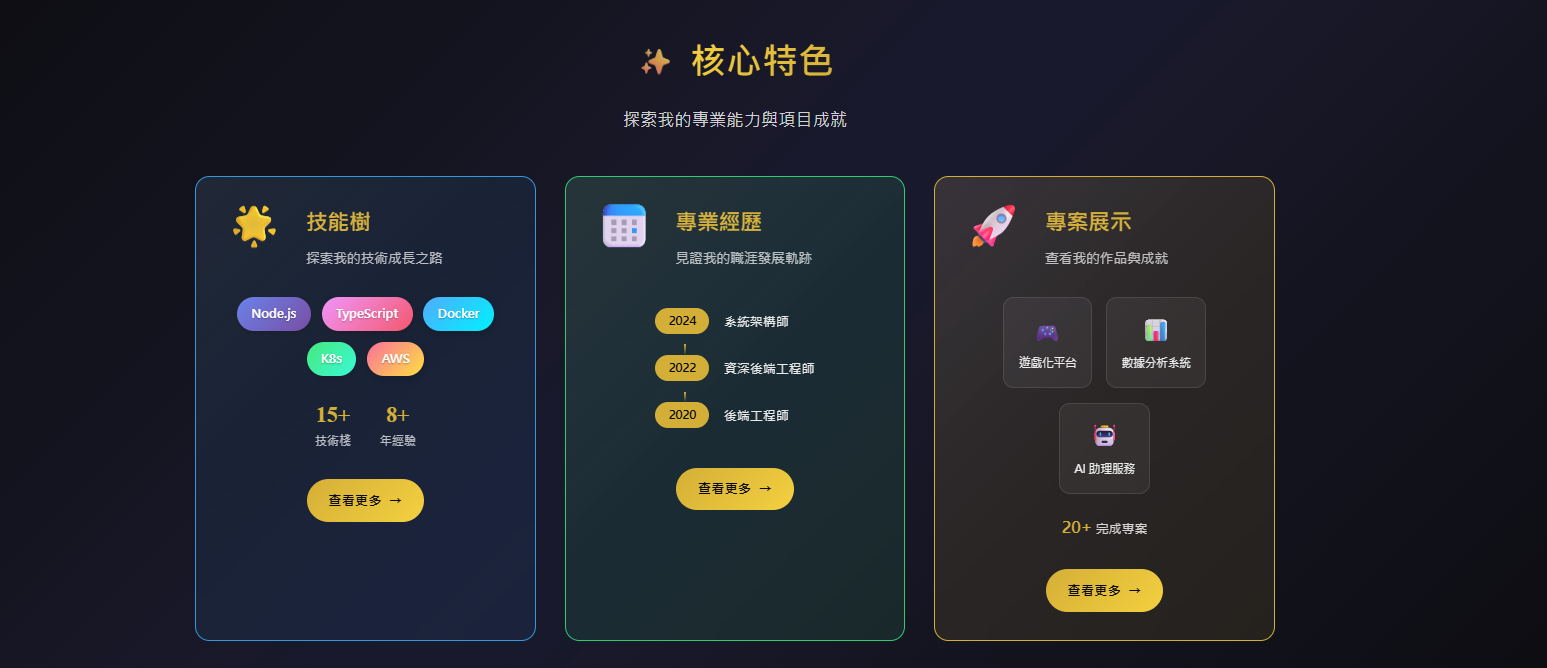 核心特色
探索我的專業能力與項目成就
技能樹
探索我的技術成長之路
Node.js TypeScript Docker
K8s AWS
15+ 8+
技術棧 年經驗
查看更多 →
專業經歷
見證我的職涯發展軌跡
2024 系統架構師
2022 資深後端工程師
2020 後端工程師
查看更多 →
專案展示
查看我的作品與成就
遊戲化平台 數據分析系統
AI 助理服務
20+ 完成專案
查看更多 →